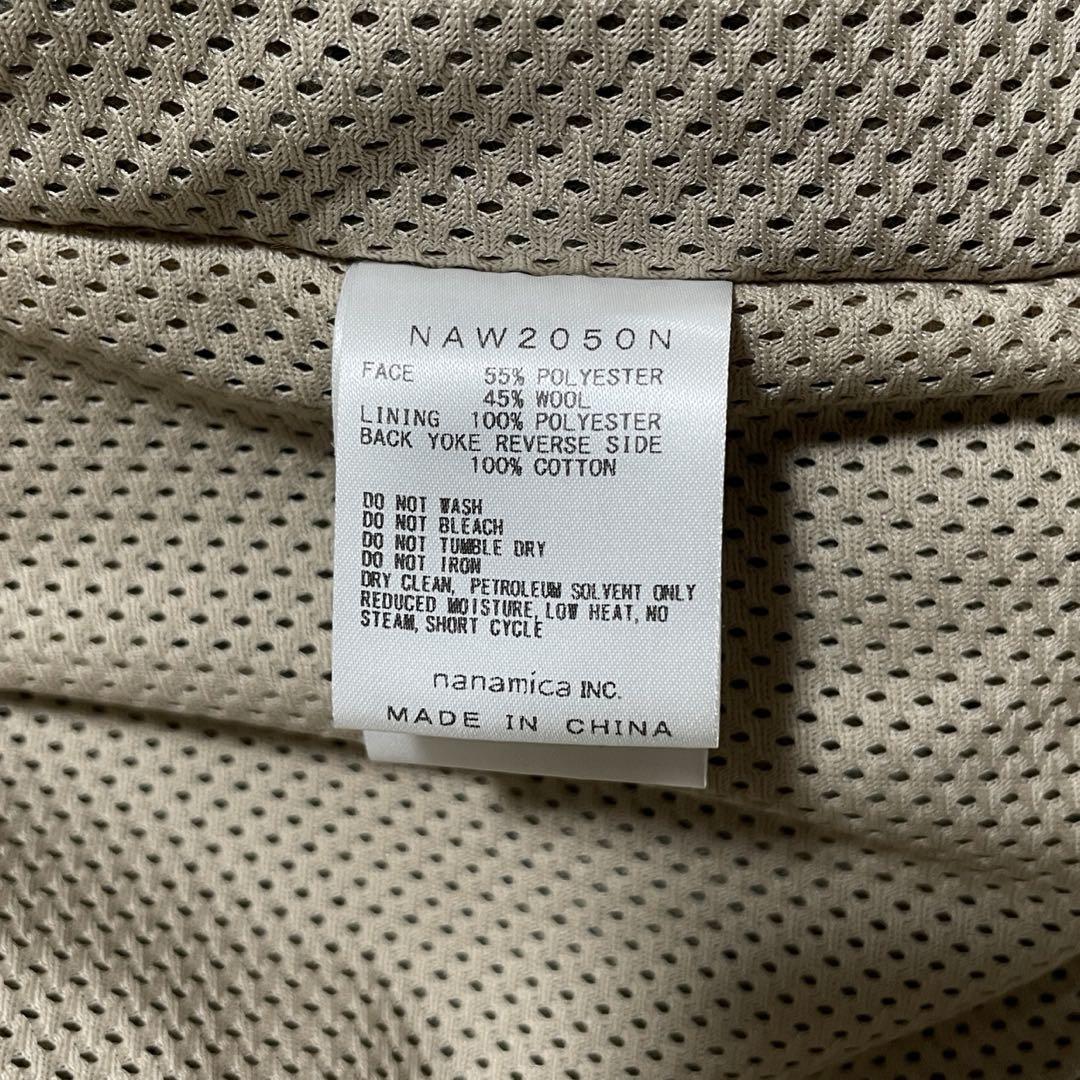 NAW2050N
FACE 55% POLYESTER
45% WOOL
LINING 100% POLYESTER
BACK YOKE REVERSE SIDE
100% COTTON
DO NOT WASH
DO NOT BLEACH
DO NOT TUMBLE DRY
DO NOT IRON
DRY CLEAN, PETROLEUM SOLVENT ONLY
REDUCED MOISTURE, LOW HEAT, NO
STEAM, SHORT CYCLE
nanamica INC.
MADE IN CHINA